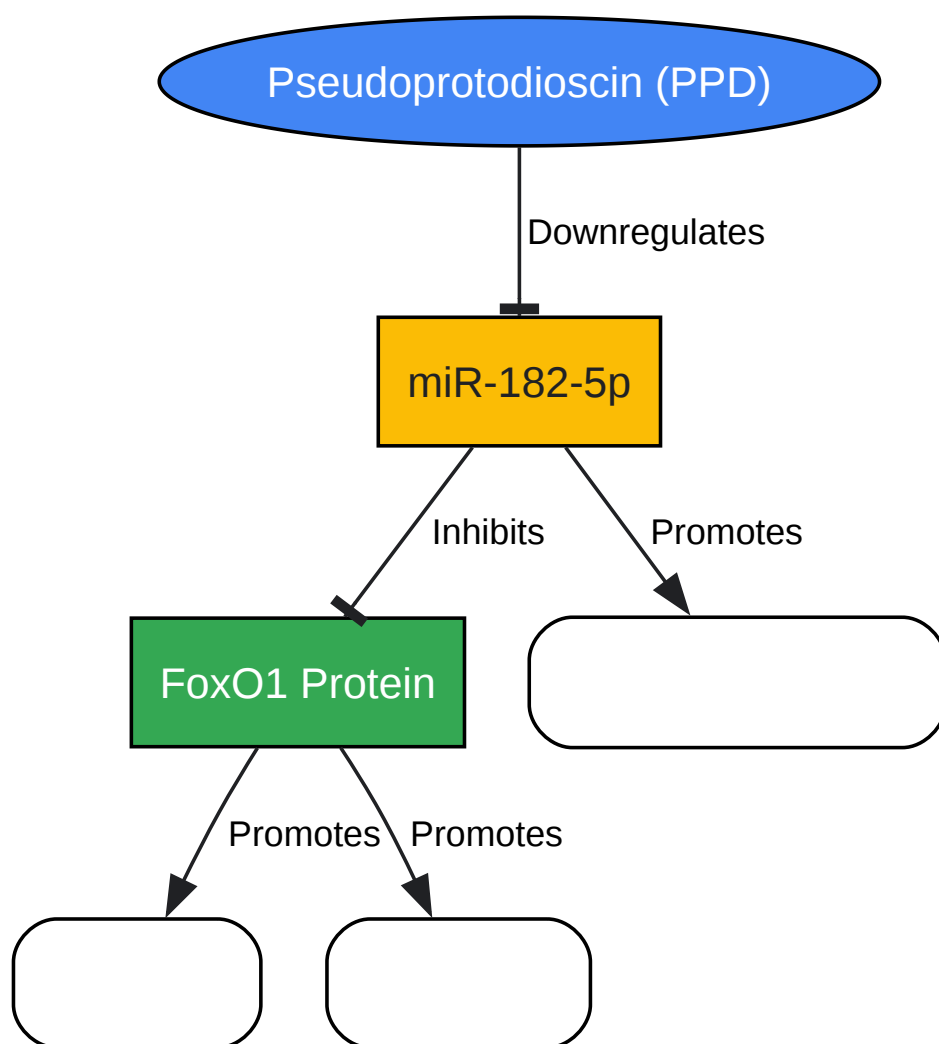 Pseudoprotodioscin (PPD)
Downregulates
miR-182-5p
Inhibits
Promotes
FoxO1 Protein
Promotes
Promotes